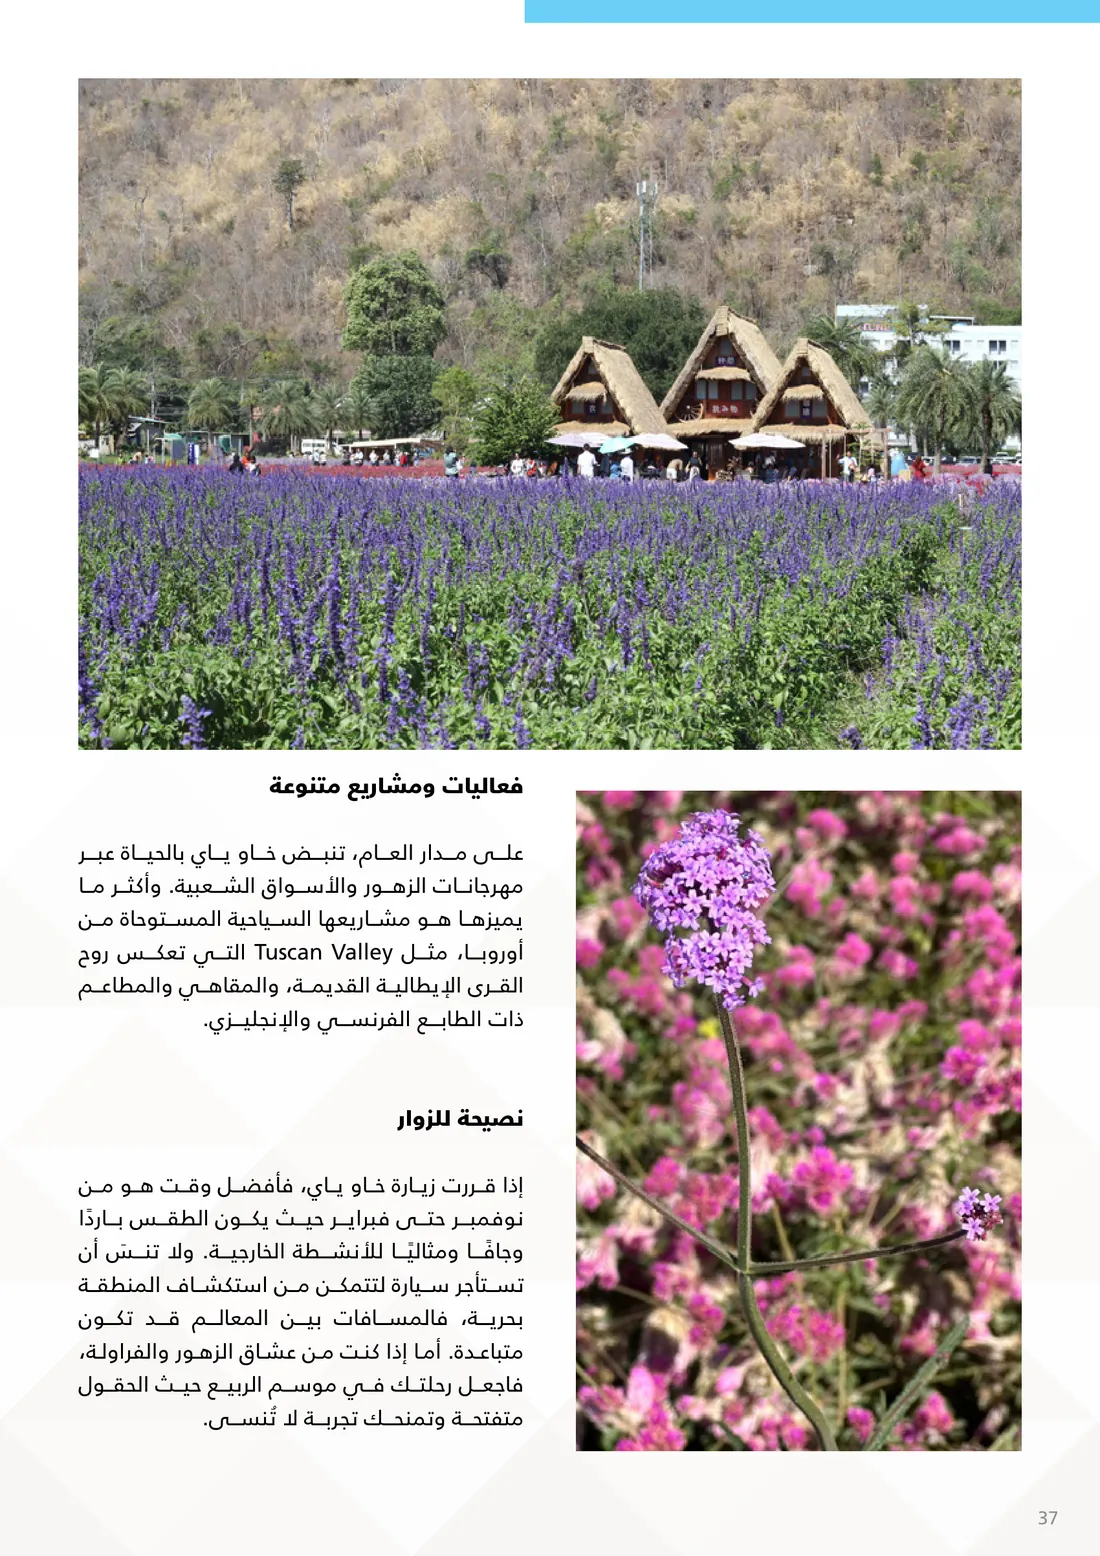 فعاليات ومشاريع متنوعة
على مدار العام، تنبض خاو ياي بالحياة عبر
مهرجانات الزهور والأسواق الشعبية. وأكثر ما
يميزها هو مشاريعها السياحية المستوحاة من
أوروبا، مثل Tuscan Valley التي تعكس روح
القرى الإيطالية القديمة، والمقاهي والمطاعم
ذات الطابع الفرنسي والإنجليزي.
نصيحة للزوار
إذا قررت زيارة خاو ياي، فأفضل وقت هو من
نوفمبر حتى فبراير حيث يكون الطقس باردًا
وجافًا ومثاليًا للأنشطة الخارجية. ولا تنسَ أن
تستأجر سيارة لتتمكن من استكشاف المنطقة
بحرية، فالمسافات بين المعالم قد تكون
متباعدة. أما إذا كنت من عشاق الزهور والفراولة،
فاجعل رحلتك في موسم الربيع حيث الحقول
متفتحة وتمنحك تجربة لا تُنسى.
37